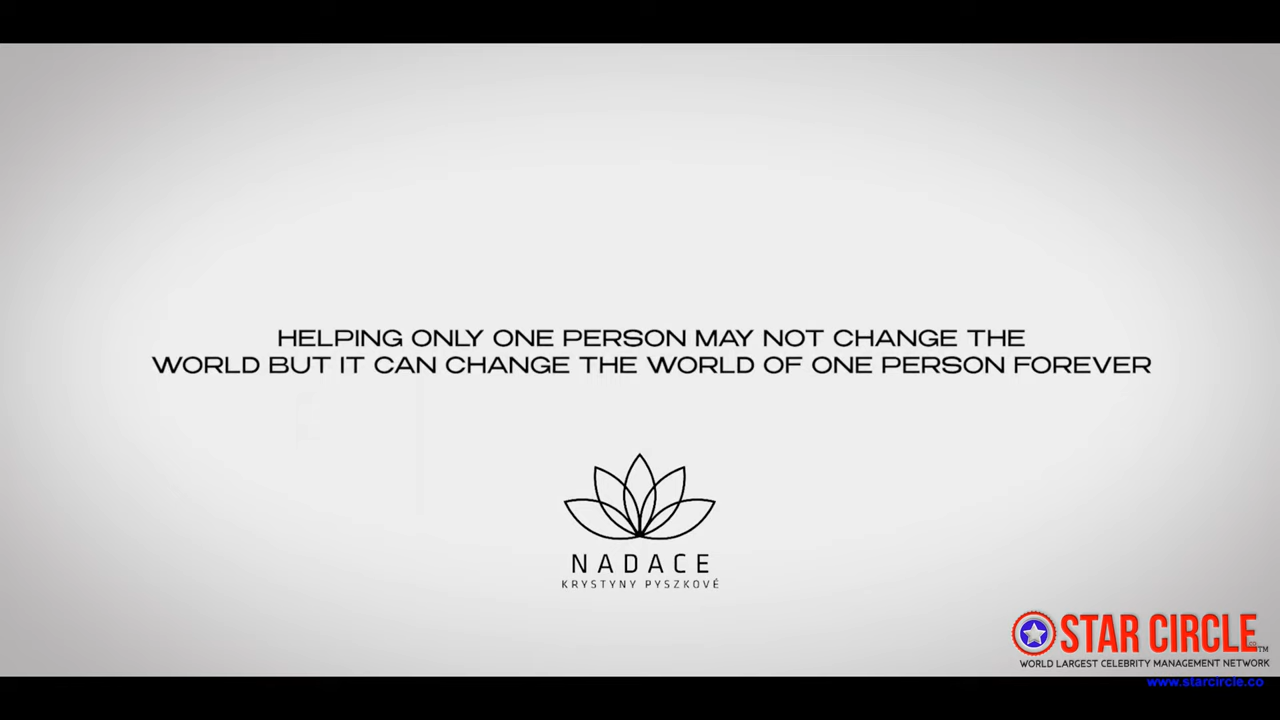 HELPING ONLY ONE PERSON MAY NOT CHANGE THE
WORLD BUT IT CAN CHANGE THE WORLD OF ONE PERSON FOREVER
NADACE
KRYSTYNY PYSZKOVÉ
STAR CIRCLE.co™
WORLD LARGEST CELEBRITY MANAGEMENT NETWORK
www.starcircle.co